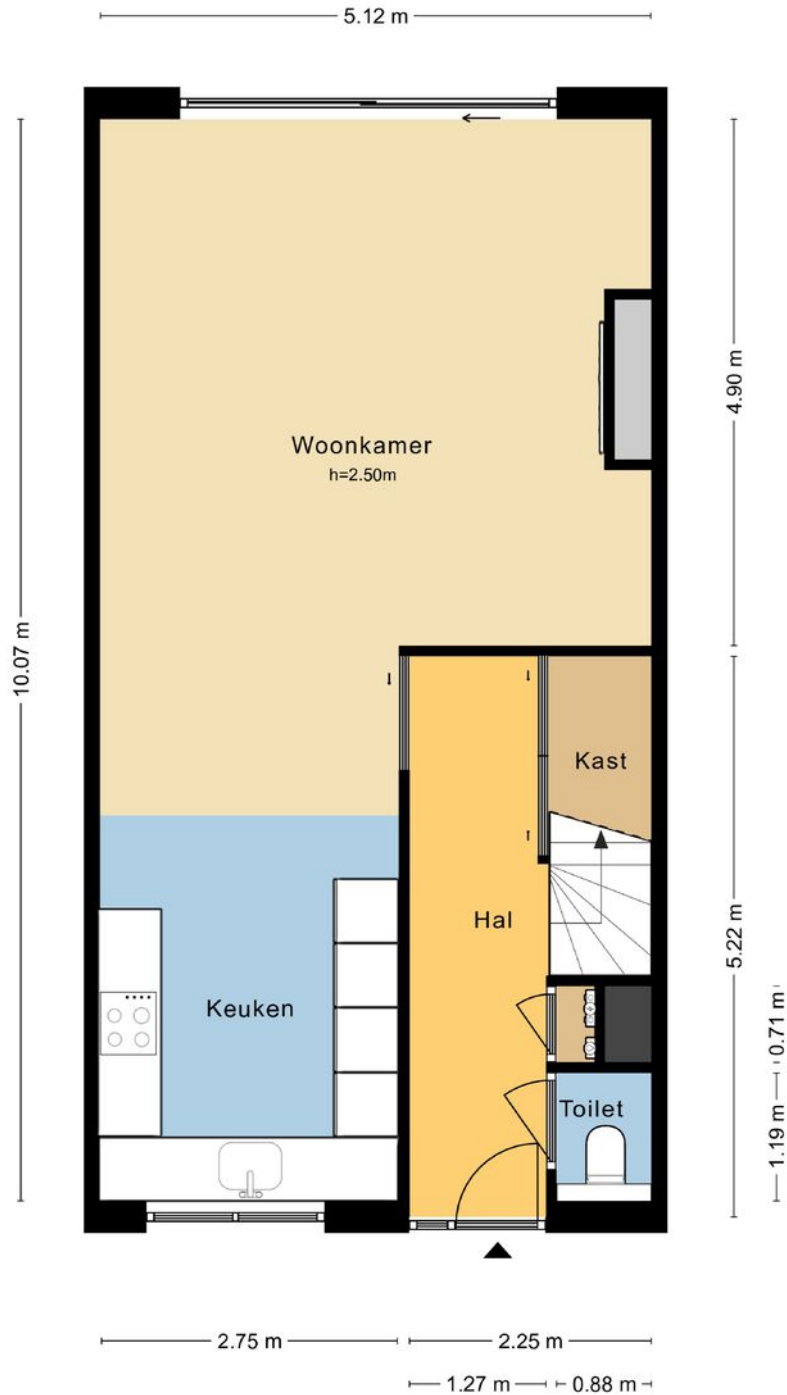 5.12 m
4.90 m
Woonkamer
h=2.50m
10.07 m
Kast
Hal
5.22 m
Keuken
0.71 m
Toilet
1.19 m
2.75 m
2.25 m
1.27 m
0.88 m